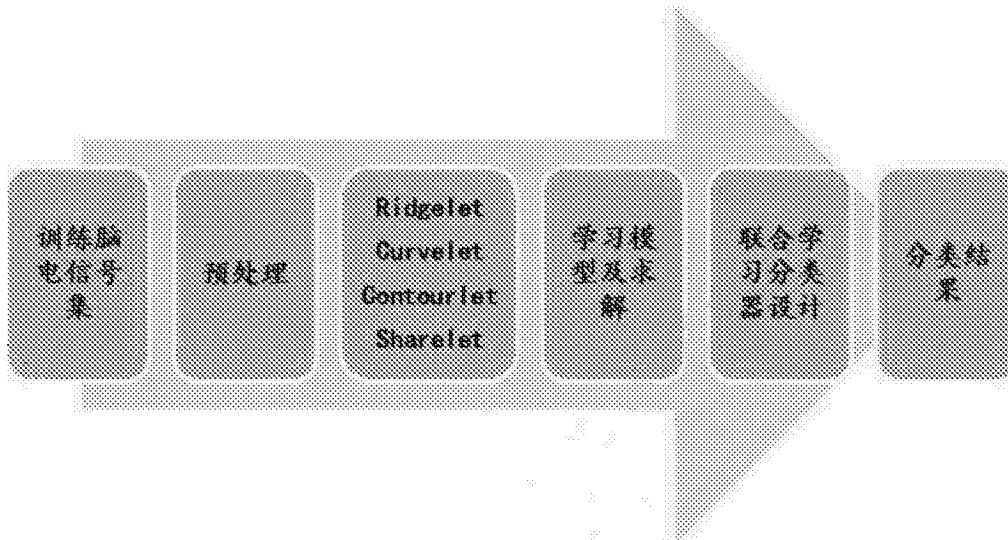 训练脑
电信号
集
预处理
Ridgelet
Curvelet
Contourlet
Sharelet
学习模
型及求
解
联合学
习分类
器设计
分类结
果